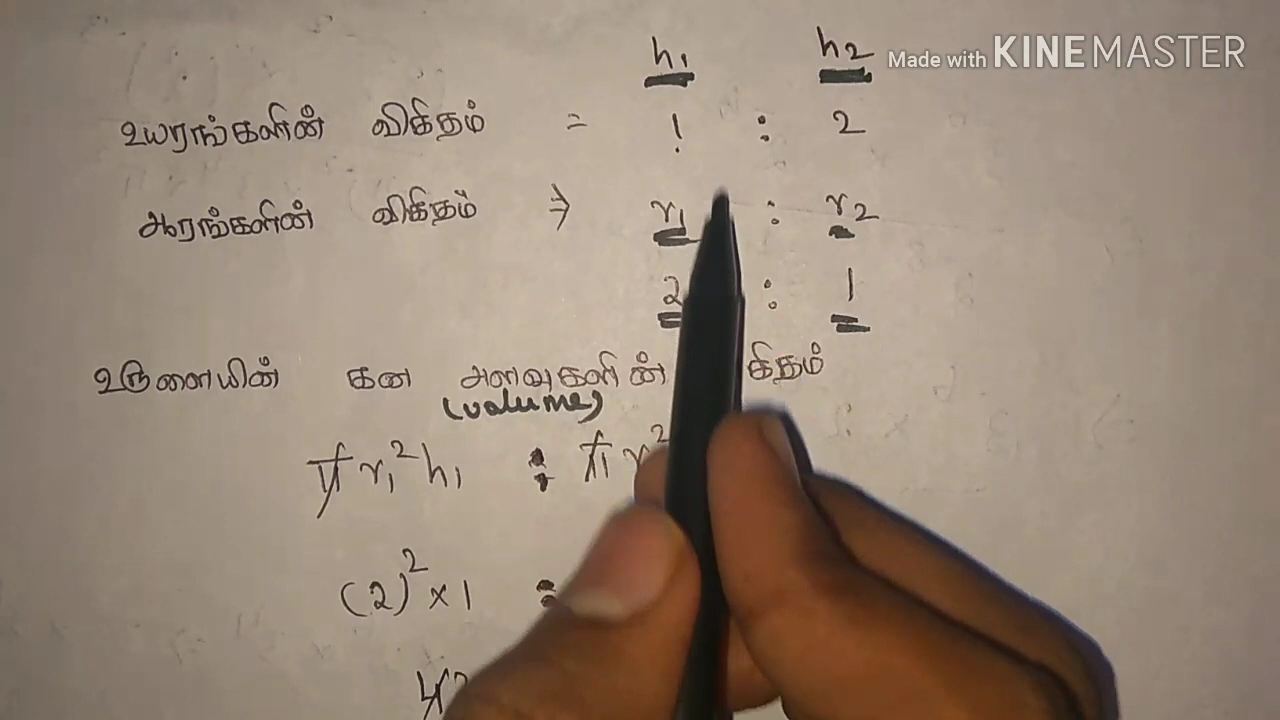 h₁ h₂
Made with KINEMASTER
உயரங்களின் விகிதம் = 1 : 2
ஆரங்களின் விகிதம் ⇒ r₁ : r₂
2 : 1
உருளையின் கன அளவுகளின்
(volume)
π r₁² h₁ : π r²
(2)² × 1 :